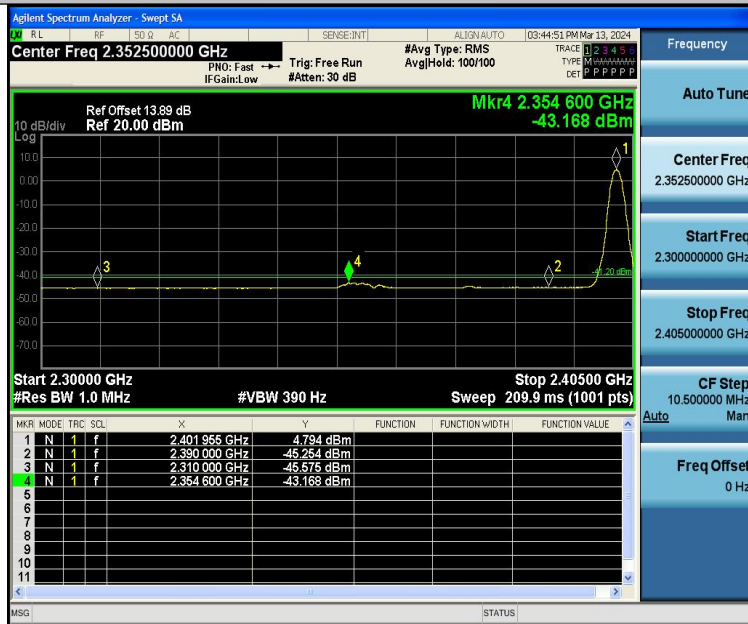 Agilent Spectrum Analyzer - Swept SA
LXI RL RF 50 Ω AC SENSE:INT ALIGN AUTO 03:44:51 PM Mar 13, 2024
Center Freq 2.352500000 GHz
PNO: Fast
IFGain:Low
Trig: Free Run
#Atten: 30 dB
#Avg Type: RMS
Avg|Hold: 100/100
TRACE 1 2 3 4 5 6
TYPE M
DET P P P P P P
Ref Offset 13.89 dB
Ref 20.00 dBm
10 dB/div
Log
Mkr4 2.354 600 GHz
-43.168 dBm
10.0
0.00
-10.0
-20.0
-30.0
-40.0
-50.0
-60.0
-70.0
1
2
3
4
-41.20 dBm
Start 2.30000 GHz
Stop 2.40500 GHz
#Res BW 1.0 MHz
#VBW 390 Hz
Sweep 209.9 ms (1001 pts)
MKR MODE TRC SCL X Y FUNCTION FUNCTION WIDTH FUNCTION VALUE
1 N 1 f 2.401 955 GHz 4.794 dBm
2 N 1 f 2.390 000 GHz -45.254 dBm
3 N 1 f 2.310 000 GHz -45.575 dBm
4 N 1 f 2.354 600 GHz -43.168 dBm
5
6
7
8
9
10
11
MSG
STATUS
Frequency
Auto Tune
Center Freq
2.352500000 GHz
Start Freq
2.300000000 GHz
Stop Freq
2.405000000 GHz
CF Step
10.500000 MHz
Auto Man
Freq Offset
0 Hz